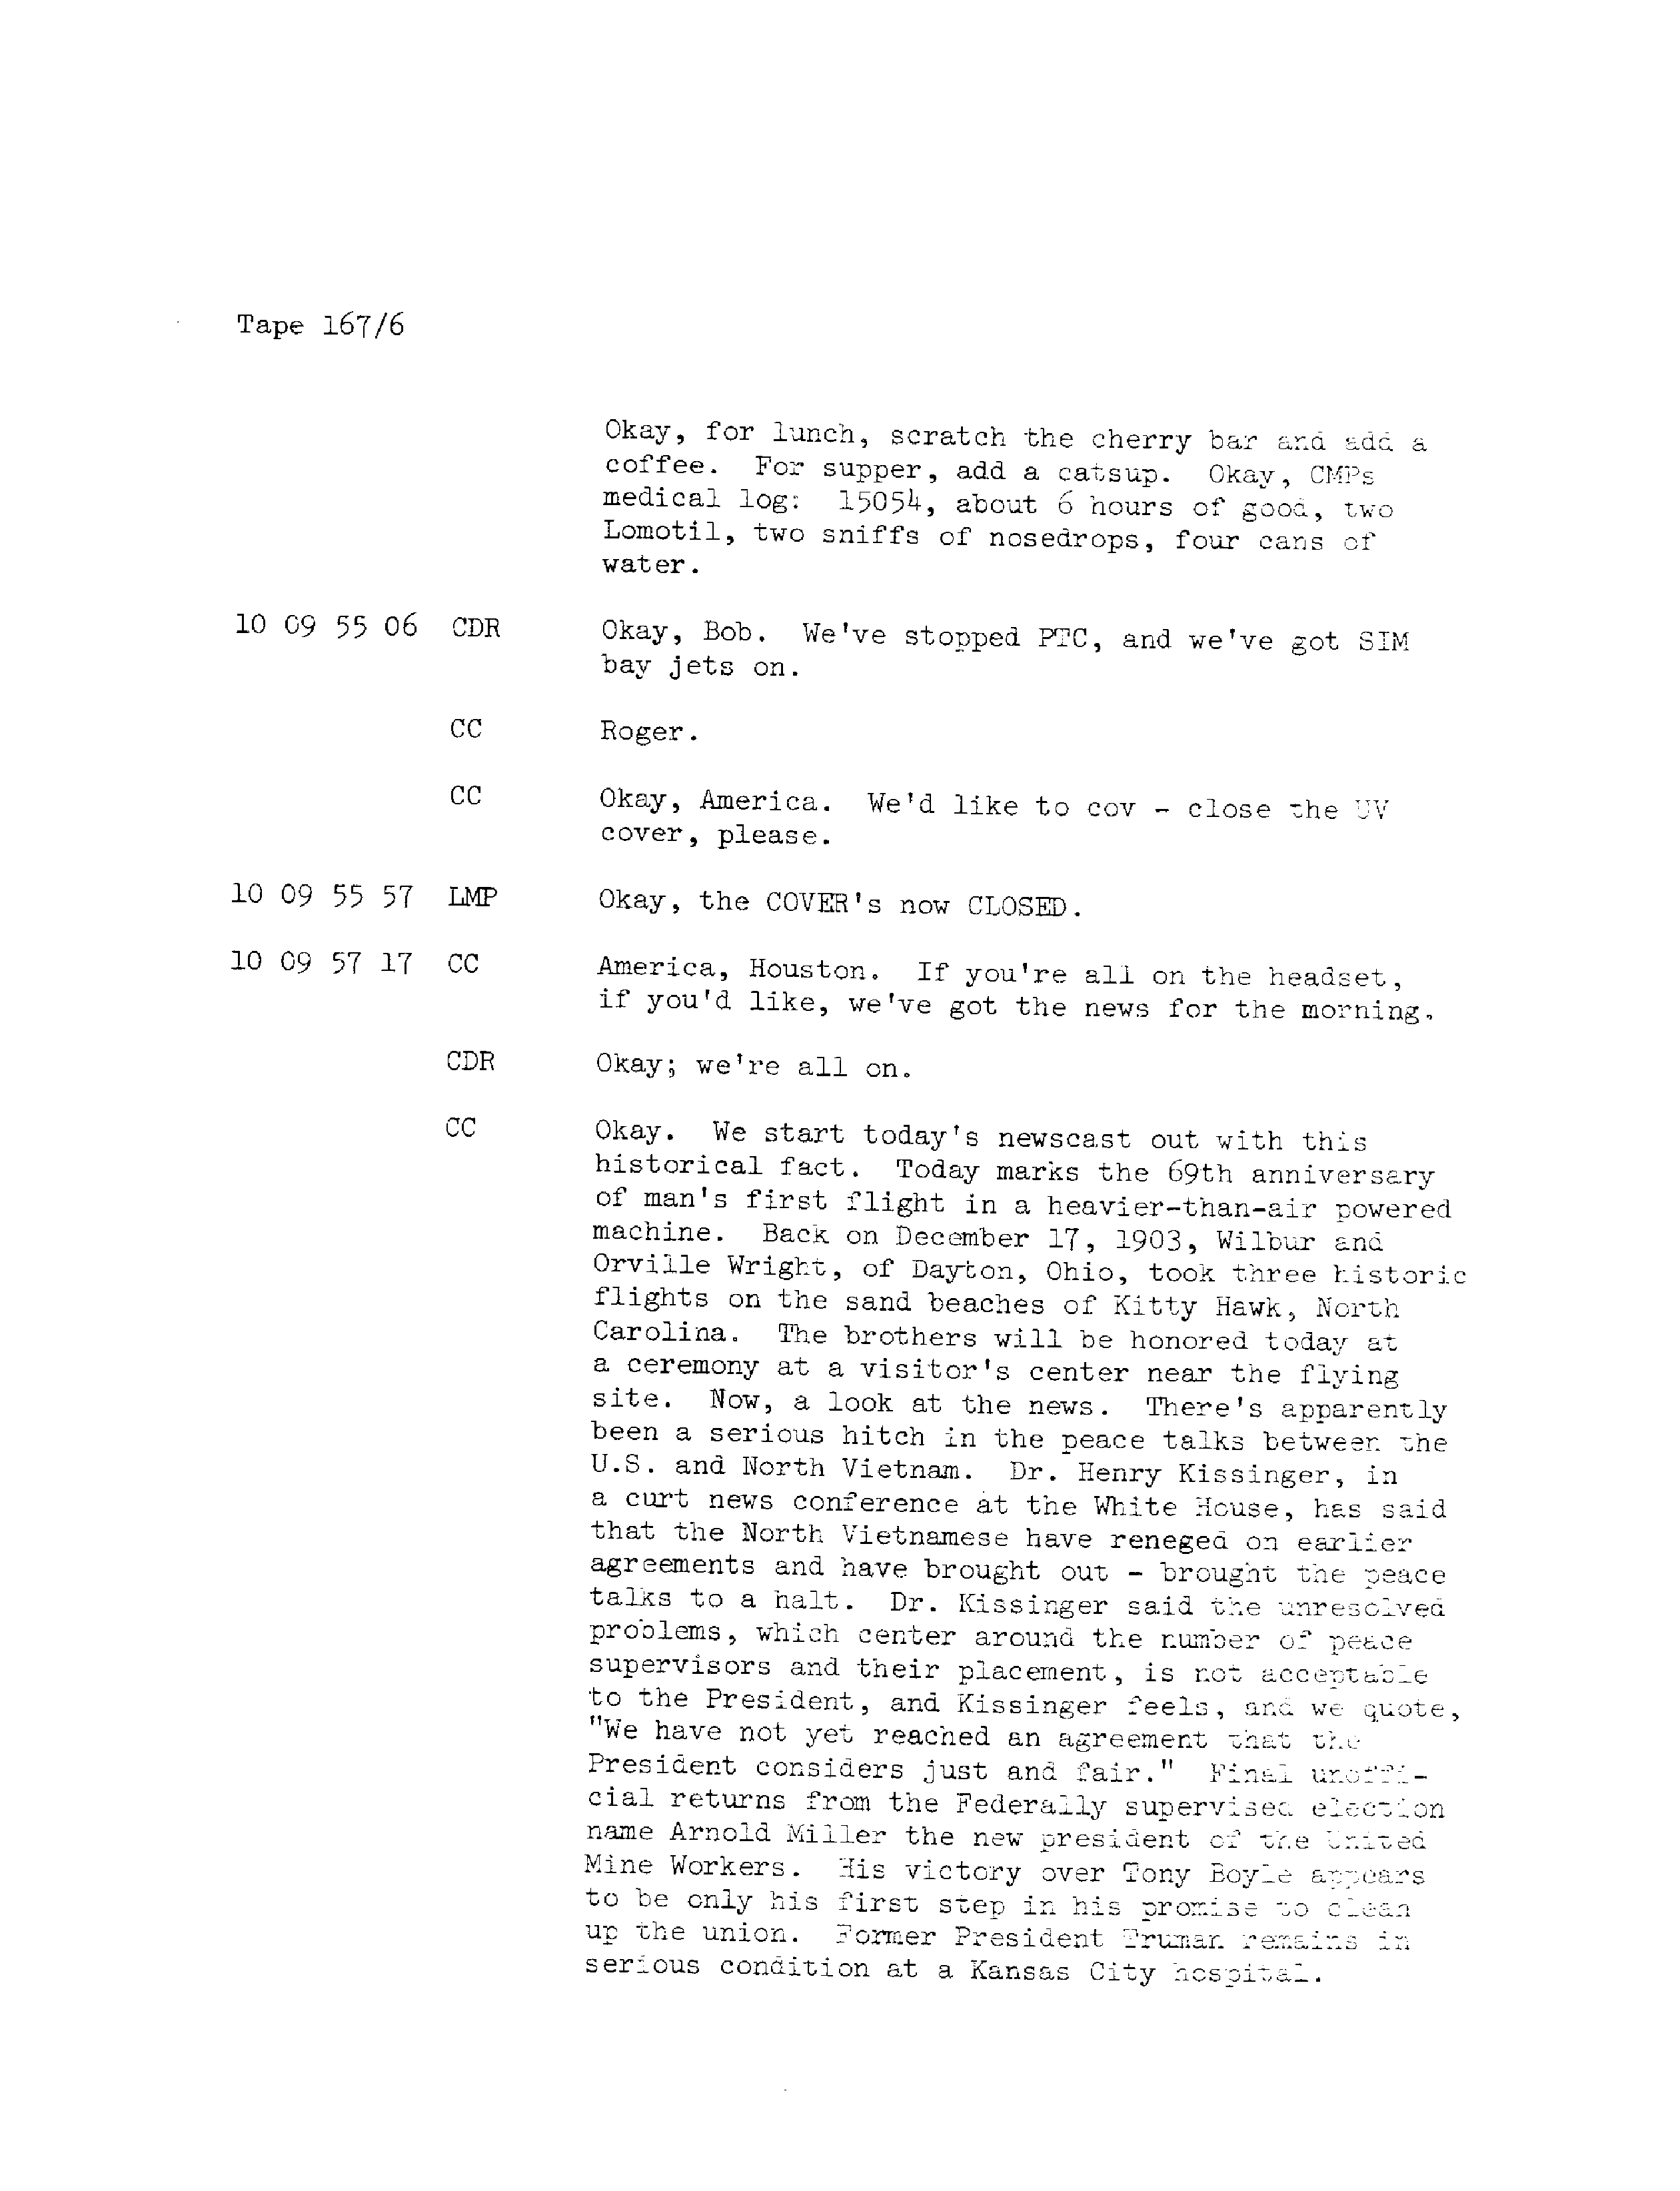 Tape 167/6
Okay, for lunch, scratch the cherry bar and add a
coffee. For supper, add a catsup. Okay, CMPs
medical log: 15054, about 6 hours of good, two
Lomotil, two sniffs of nosedrops, four cans of
water.
10 09 55 06 CDR Okay, Bob. We've stopped PTC, and we've got SIM
bay jets on.
CC Roger.
CC Okay, America. We'd like to cov - close the UV
cover, please.
10 09 55 57 LMP Okay, the COVER's now CLOSED.
10 09 57 17 CC America, Houston. If you're all on the headset,
if you'd like, we've got the news for the morning.
CDR Okay; we're all on.
CC Okay. We start today's newscast out with this
historical fact. Today marks the 69th anniversary
of man's first flight in a heavier-than-air powered
machine. Back on December 17, 1903, Wilbur and
Orville Wright, of Dayton, Ohio, took three historic
flights on the sand beaches of Kitty Hawk, North
Carolina. The brothers will be honored today at
a ceremony at a visitor's center near the flying
site. Now, a look at the news. There's apparently
been a serious hitch in the peace talks between the
U.S. and North Vietnam. Dr. Henry Kissinger, in
a curt news conference at the White House, has said
that the North Vietnamese have reneged on earlier
agreements and have brought out - brought the peace
talks to a halt. Dr. Kissinger said the unresolved
problems, which center around the number of peace
supervisors and their placement, is not acceptable
to the President, and Kissinger feels, and we quote,
"We have not yet reached an agreement that the
President considers just and fair." Final unoffi-
cial returns from the Federally supervised election
name Arnold Miller the new president of the United
Mine Workers. His victory over Tony Boyle appears
to be only his first step in his promise to clean
up the union. Former President Truman remains in
serious condition at a Kansas City hospital.